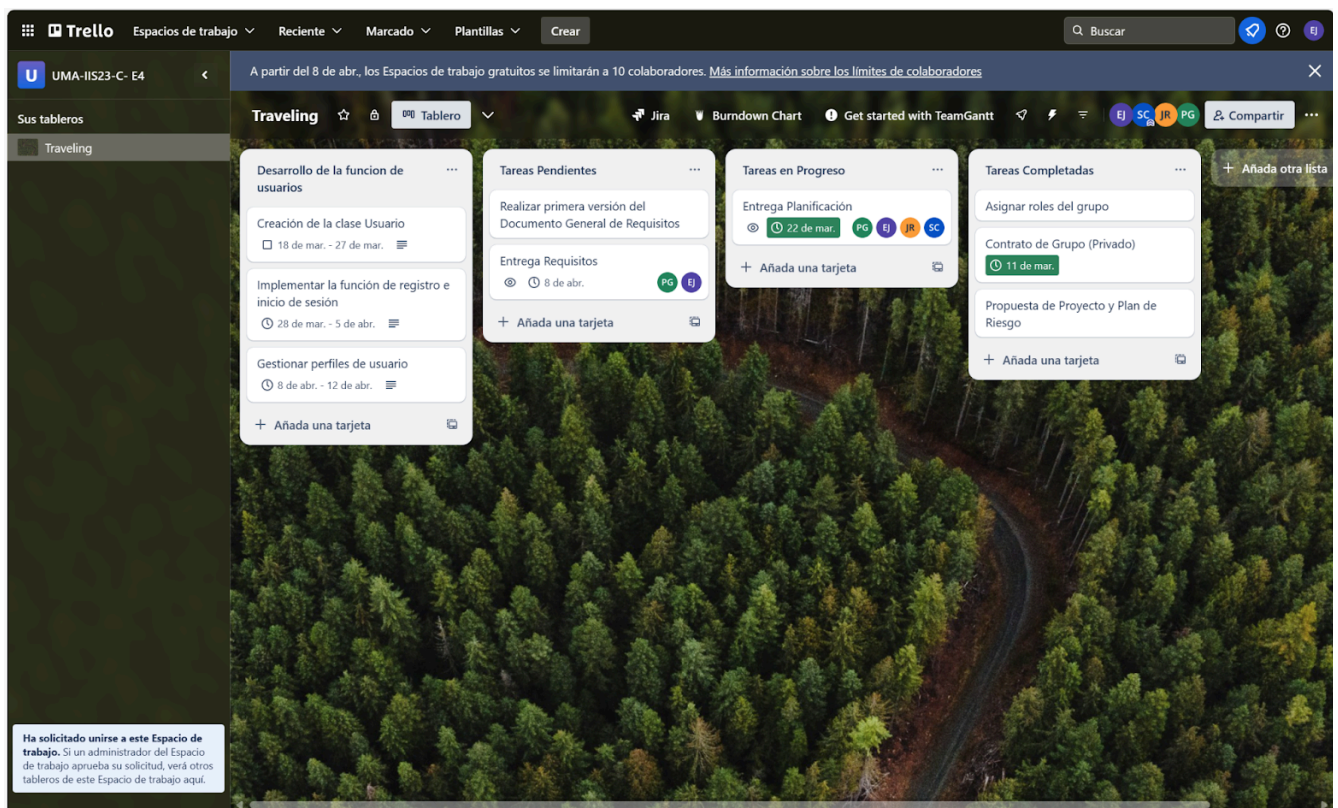 Trello
Espacios de trabajo
Reciente
Marcado
Plantillas
Crear
Buscar
EJ
U
UMA-IIS23-C- E4
A partir del 8 de abr., los Espacios de trabajo gratuitos se limitarán a 10 colaboradores. Más información sobre los límites de colaboradores
Sus tableros
Traveling
Traveling
Tablero
Jira
Burndown Chart
Get started with TeamGantt
EJ
SC
JR
PG
Compartir
Desarrollo de la funcion de
usuarios
Creación de la clase Usuario
18 de mar. - 27 de mar.
Implementar la función de registro e
inicio de sesión
28 de mar. - 5 de abr.
Gestionar perfiles de usuario
8 de abr. - 12 de abr.
Añada una tarjeta
Tareas Pendientes
Realizar primera versión del
Documento General de Requisitos
Entrega Requisitos
8 de abr.
PG
EJ
Añada una tarjeta
Tareas en Progreso
Entrega Planificación
22 de mar.
PG
EJ
JR
SC
Añada una tarjeta
Tareas Completadas
Asignar roles del grupo
Contrato de Grupo (Privado)
11 de mar.
Propuesta de Proyecto y Plan de
Riesgo
Añada una tarjeta
Añada otra lista
Ha solicitado unirse a este Espacio de
trabajo. Si un administrador del Espacio
de trabajo aprueba su solicitud, verá otros
tableros de este Espacio de trabajo aquí.